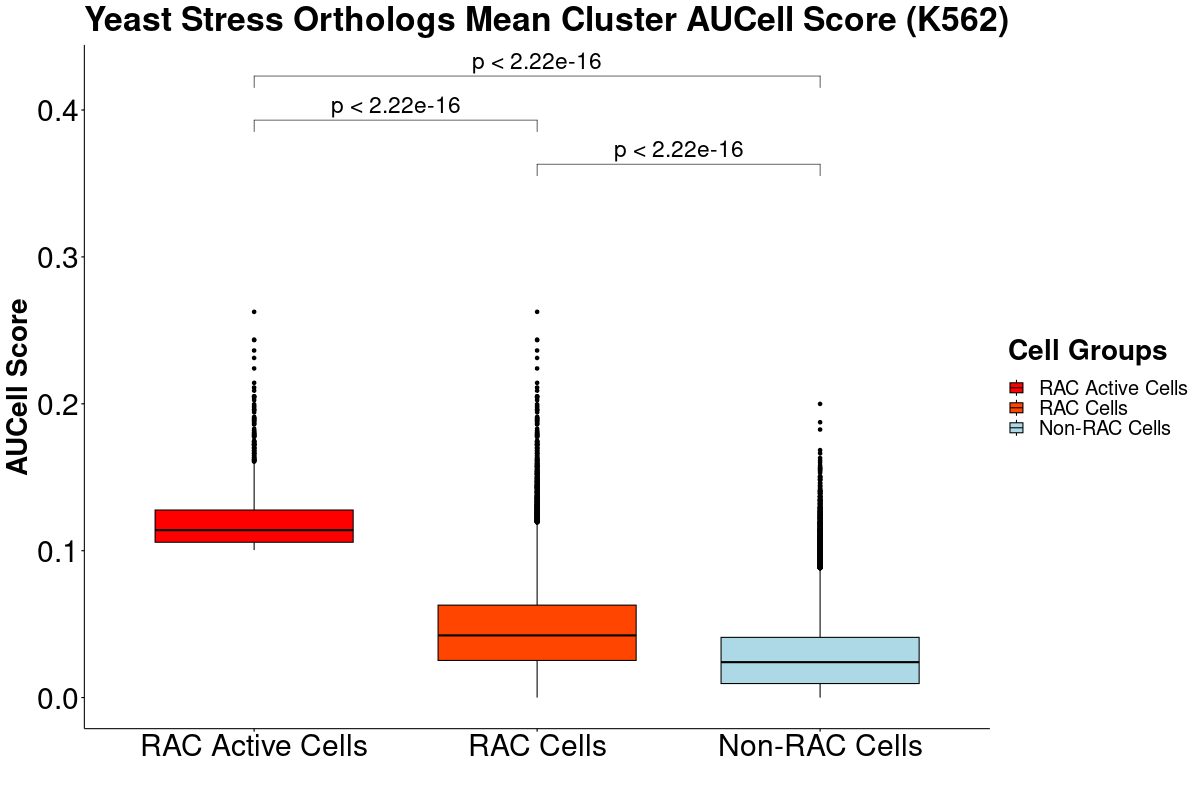 Yeast Stress Orthologs Mean Cluster AUCell Score (K562)
p < 2.22e-16
p < 2.22e-16
p < 2.22e-16
0.4
0.3
0.2
0.1
0.0
AUCell Score
RAC Active Cells
RAC Cells
Non-RAC Cells
Cell Groups
RAC Active Cells
RAC Cells
Non-RAC Cells